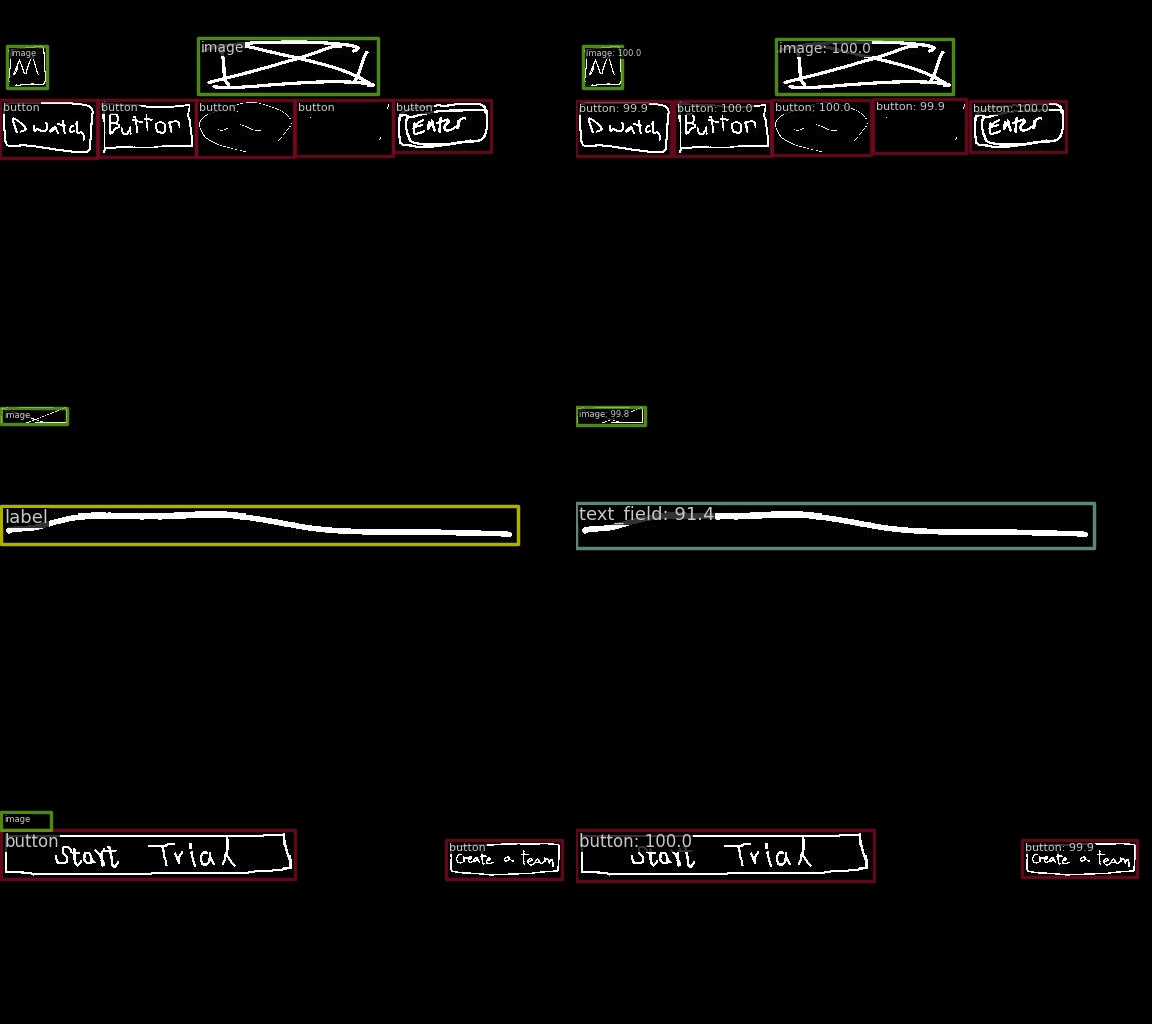 image image image: 100.0 image: 100.0
button button button button button button: 99.9 button: 100.0 button: 100.0 button: 99.9 button: 100.0
D watch Button Enter D watch Button Enter
image image: 99.8
label text_field: 91.4
image
button button button: 100.0 button: 99.9
Start Trial Create a team Start Trial Create a team